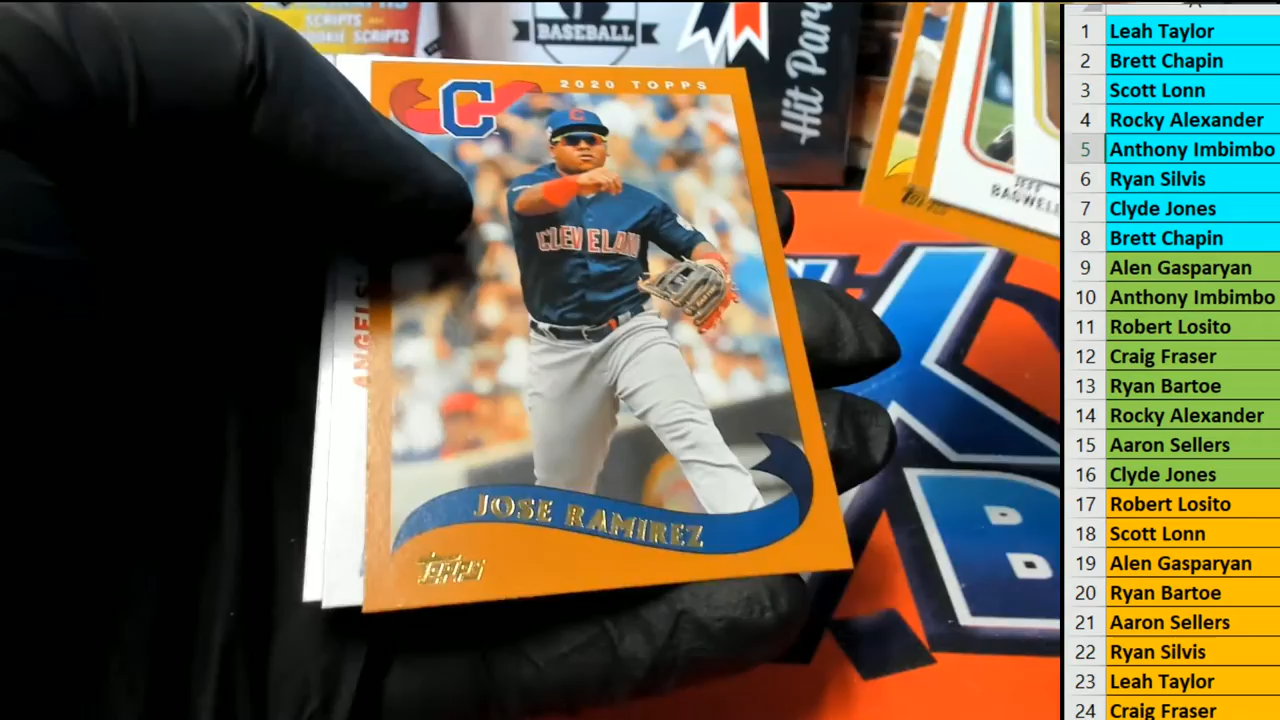 SCRIPTS
BASEBALL
Hit Par
2020 TOPPS
C
C
CLEVELAND
ANGELS
JOSE RAMIREZ
TOPPS
JEFF
BAGWELL
B
1 Leah Taylor
2 Brett Chapin
3 Scott Lonn
4 Rocky Alexander
5 Anthony Imbimbo
6 Ryan Silvis
7 Clyde Jones
8 Brett Chapin
9 Alen Gasparyan
10 Anthony Imbimbo
11 Robert Losito
12 Craig Fraser
13 Ryan Bartoe
14 Rocky Alexander
15 Aaron Sellers
16 Clyde Jones
17 Robert Losito
18 Scott Lonn
19 Alen Gasparyan
20 Ryan Bartoe
21 Aaron Sellers
22 Ryan Silvis
23 Leah Taylor
24 Craig Fraser